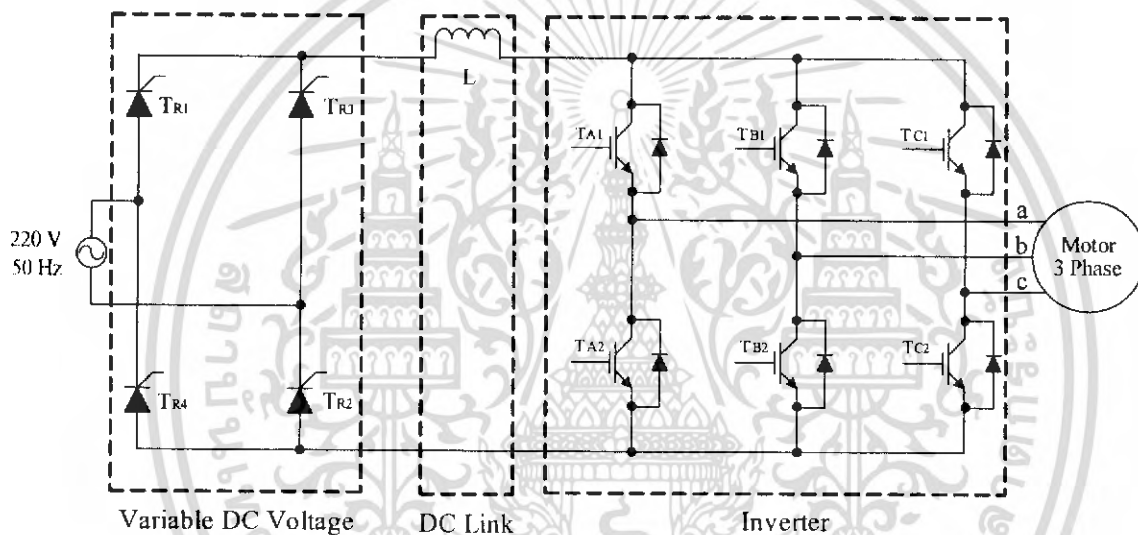 TR1
TR3
TR4
TR2
220 V
50 Hz
L
TA1
TB1
TC1
TA2
TB2
TC2
a
b
c
Motor
3 Phase
Variable DC Voltage
DC Link
Inverter